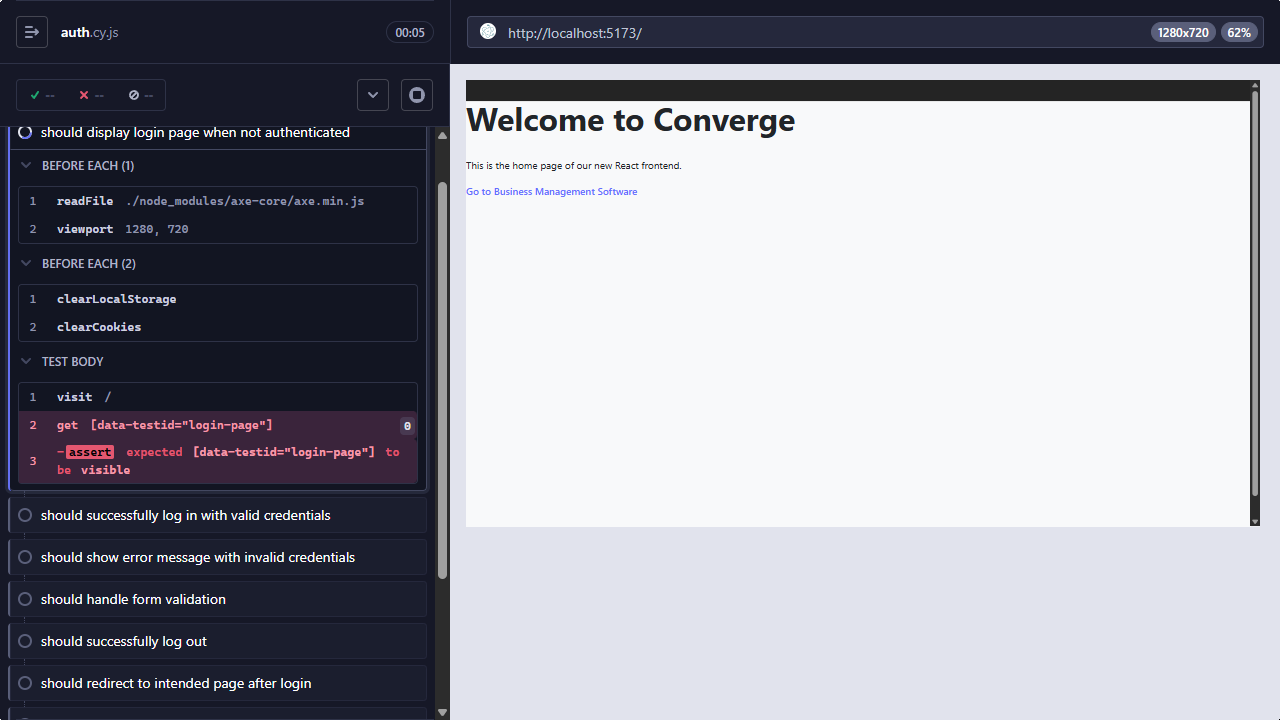 auth.cy.js
00:05
http://localhost:5173/
1280x720
62%
--
--
--
should display login page when not authenticated
BEFORE EACH (1)
1 readFile ./node_modules/axe-core/axe.min.js
2 viewport 1280, 720
BEFORE EACH (2)
1 clearLocalStorage
2 clearCookies
TEST BODY
1 visit /
2 get [data-testid="login-page"] 0
3 -assert expected [data-testid="login-page"] to
be visible
should successfully log in with valid credentials
should show error message with invalid credentials
should handle form validation
should successfully log out
should redirect to intended page after login
Welcome to Converge
This is the home page of our new React frontend.
Go to Business Management Software